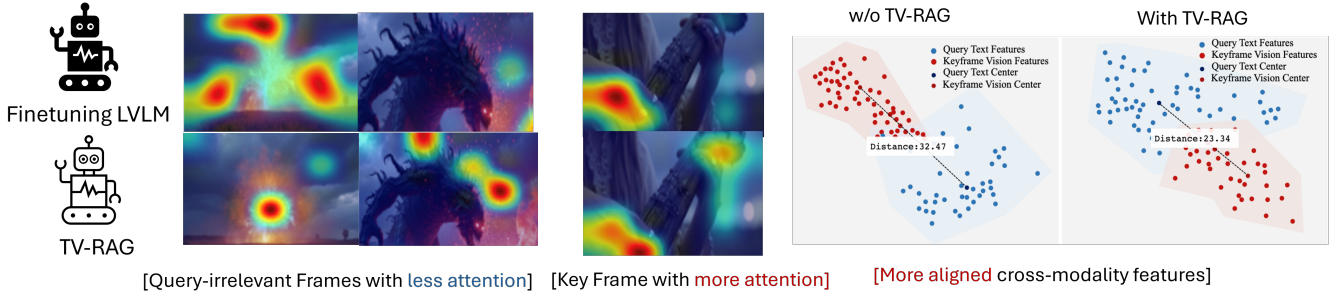 Finetuning LVLM
TV-RAG
[Query-irrelevant Frames with less attention]
[Key Frame with more attention]
w/o TV-RAG
Query Text Features
Keyframe Vision Features
Query Text Center
Keyframe Vision Center
Distance:32.47
With TV-RAG
Query Text Features
Keyframe Vision Features
Query Text Center
Keyframe Vision Center
Distance:23.34
[More aligned cross-modality features]